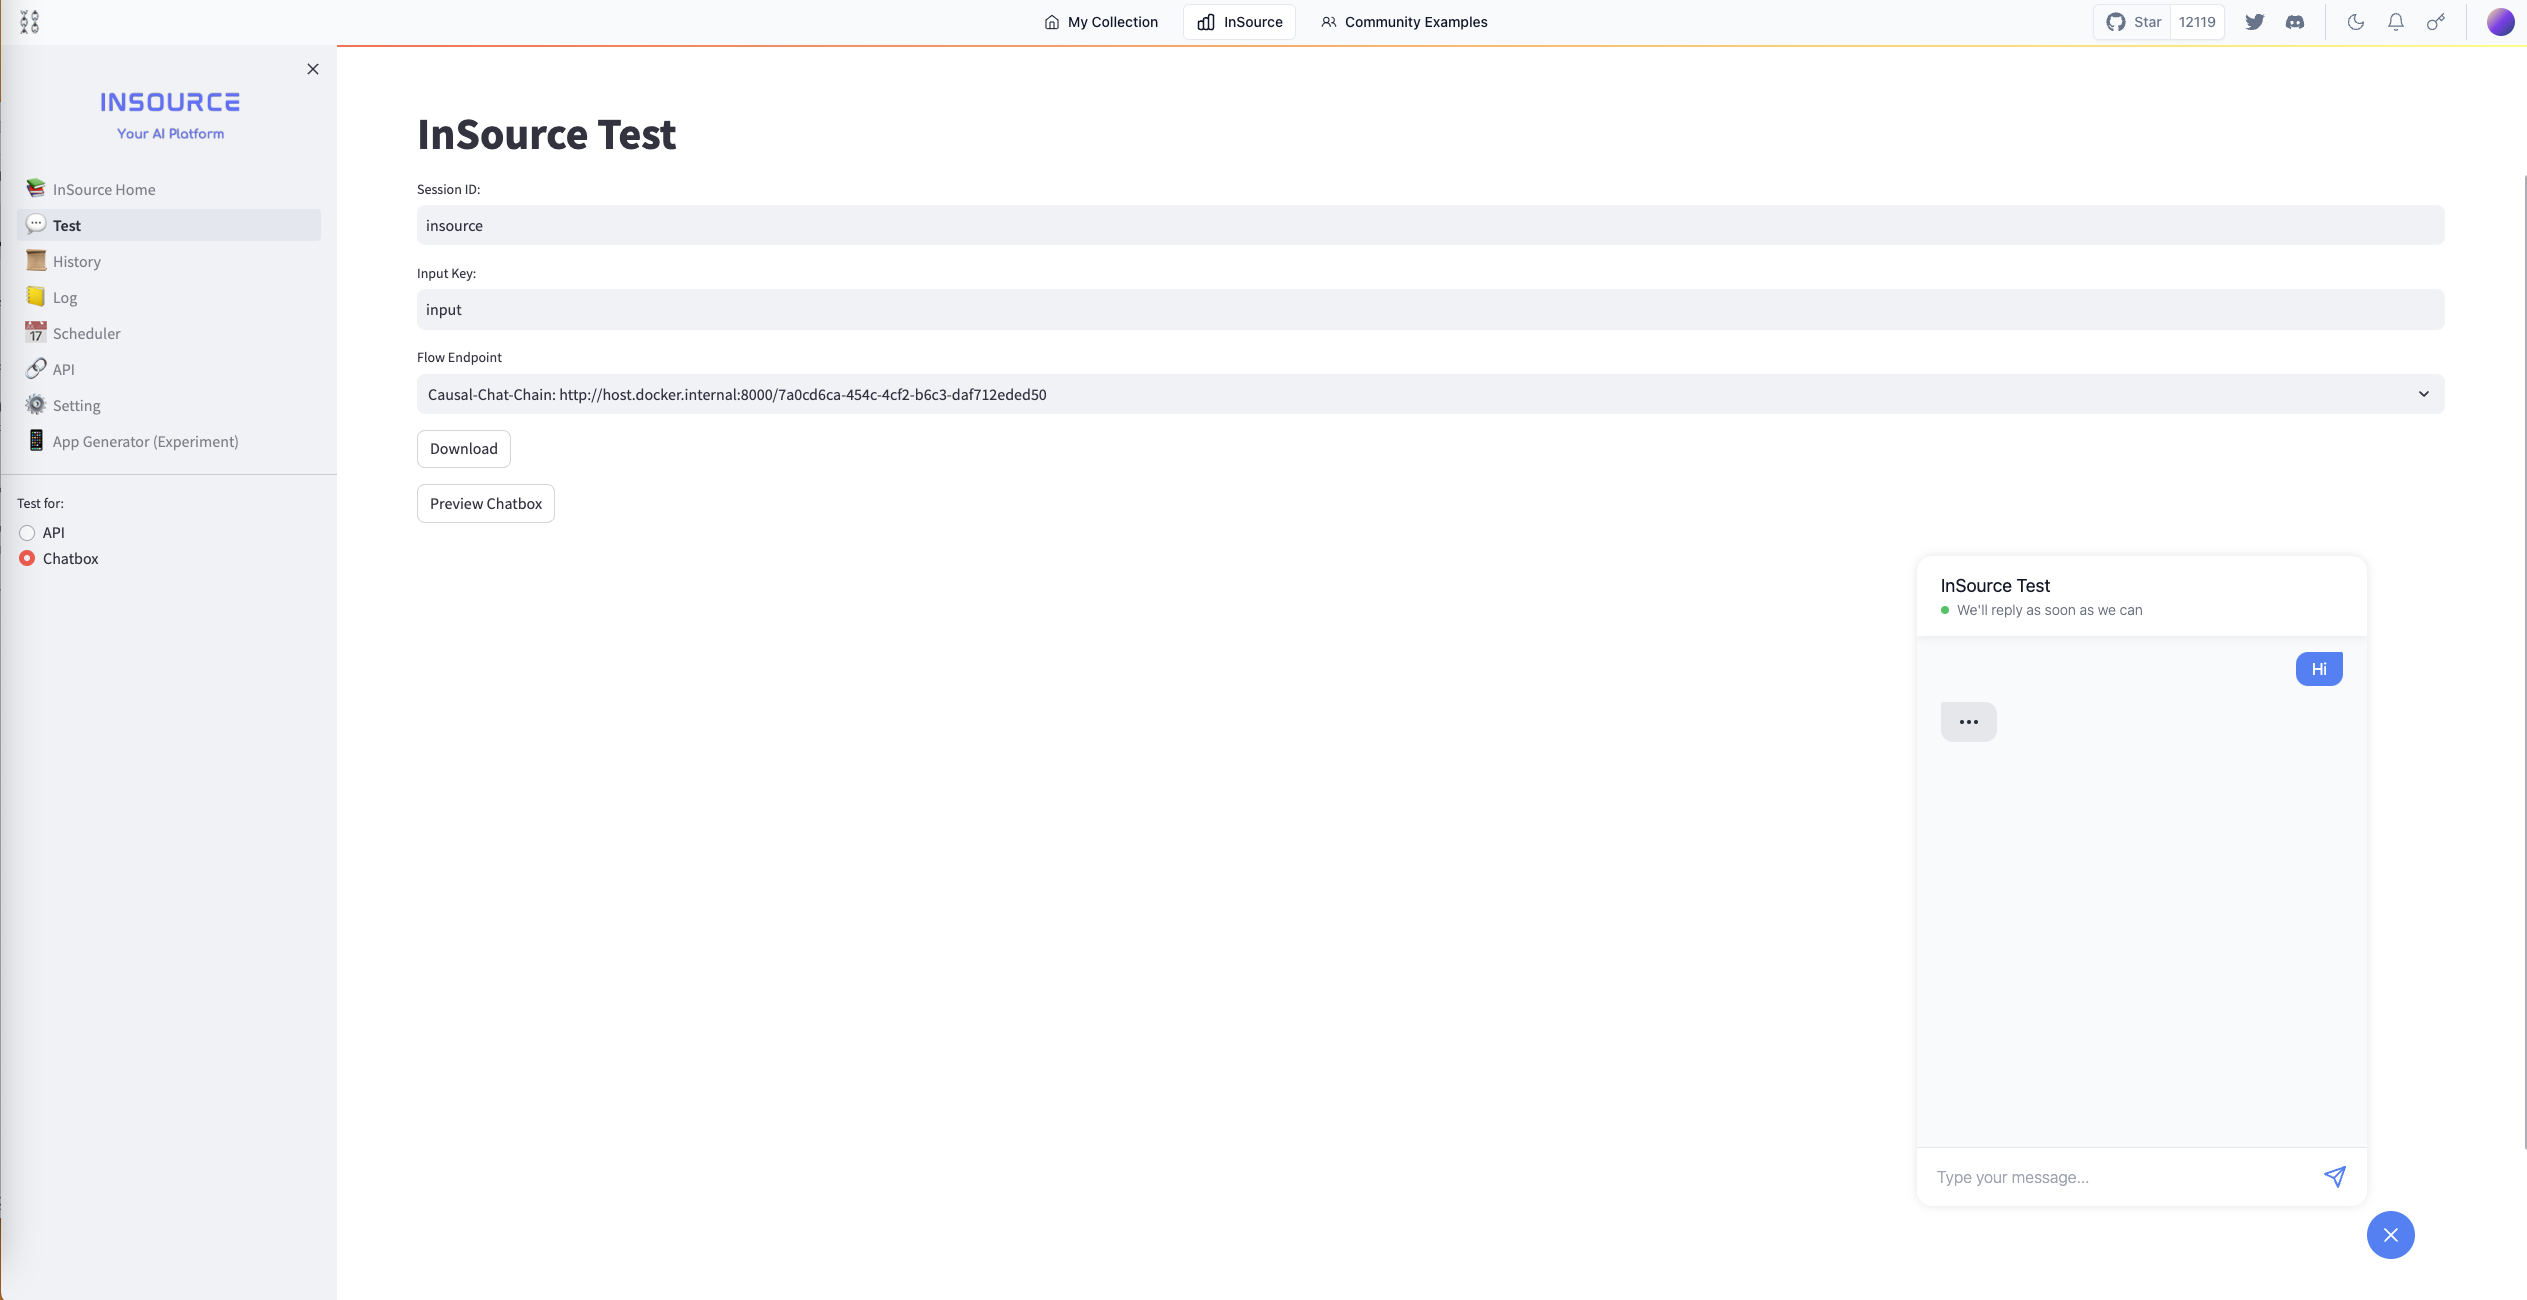 My Collection
InSource
Community Examples
Star
12119
INSOURCE
Your AI Platform
InSource Home
Test
History
Log
17
Scheduler
API
Setting
App Generator (Experiment)
Test for:
API
Chatbox
InSource Test
Session ID:
insource
Input Key:
input
Flow Endpoint
Causal-Chat-Chain: http://host.docker.internal:8000/7a0cd6ca-454c-4cf2-b6c3-daf712eded50
Download
Preview Chatbox
InSource Test
We'll reply as soon as we can
Hi
Type your message...